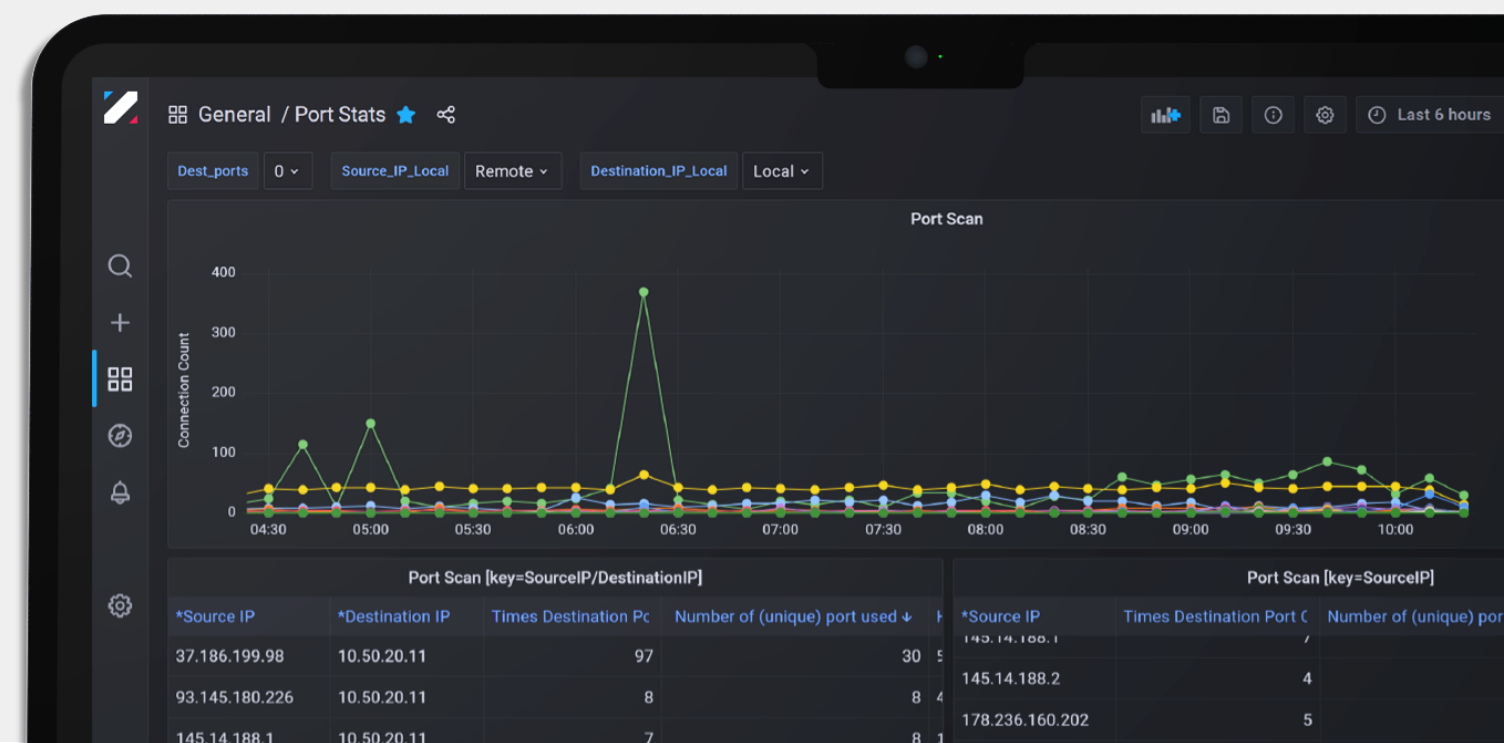 General / Port Stats
Last 6 hours
Dest_ports 0 Source_IP_Local Remote Destination_IP_Local Local
Port Scan
Connection Count
400
300
200
100
0
04:30 05:00 05:30 06:00 06:30 07:00 07:30 08:00 08:30 09:00 09:30 10:00
Port Scan [key=SourceIP/DestinationIP]
*Source IP *Destination IP Times Destination Pc Number of (unique) port used
37.186.199.98 10.50.20.11 97 30
93.145.180.226 10.50.20.11 8 8
145.14.188.1 10.50.20.11 7 8
Port Scan [key=SourceIP]
*Source IP Times Destination Port Number of (unique) por
145.14.188.1 7
145.14.188.2 4
178.236.160.202 5